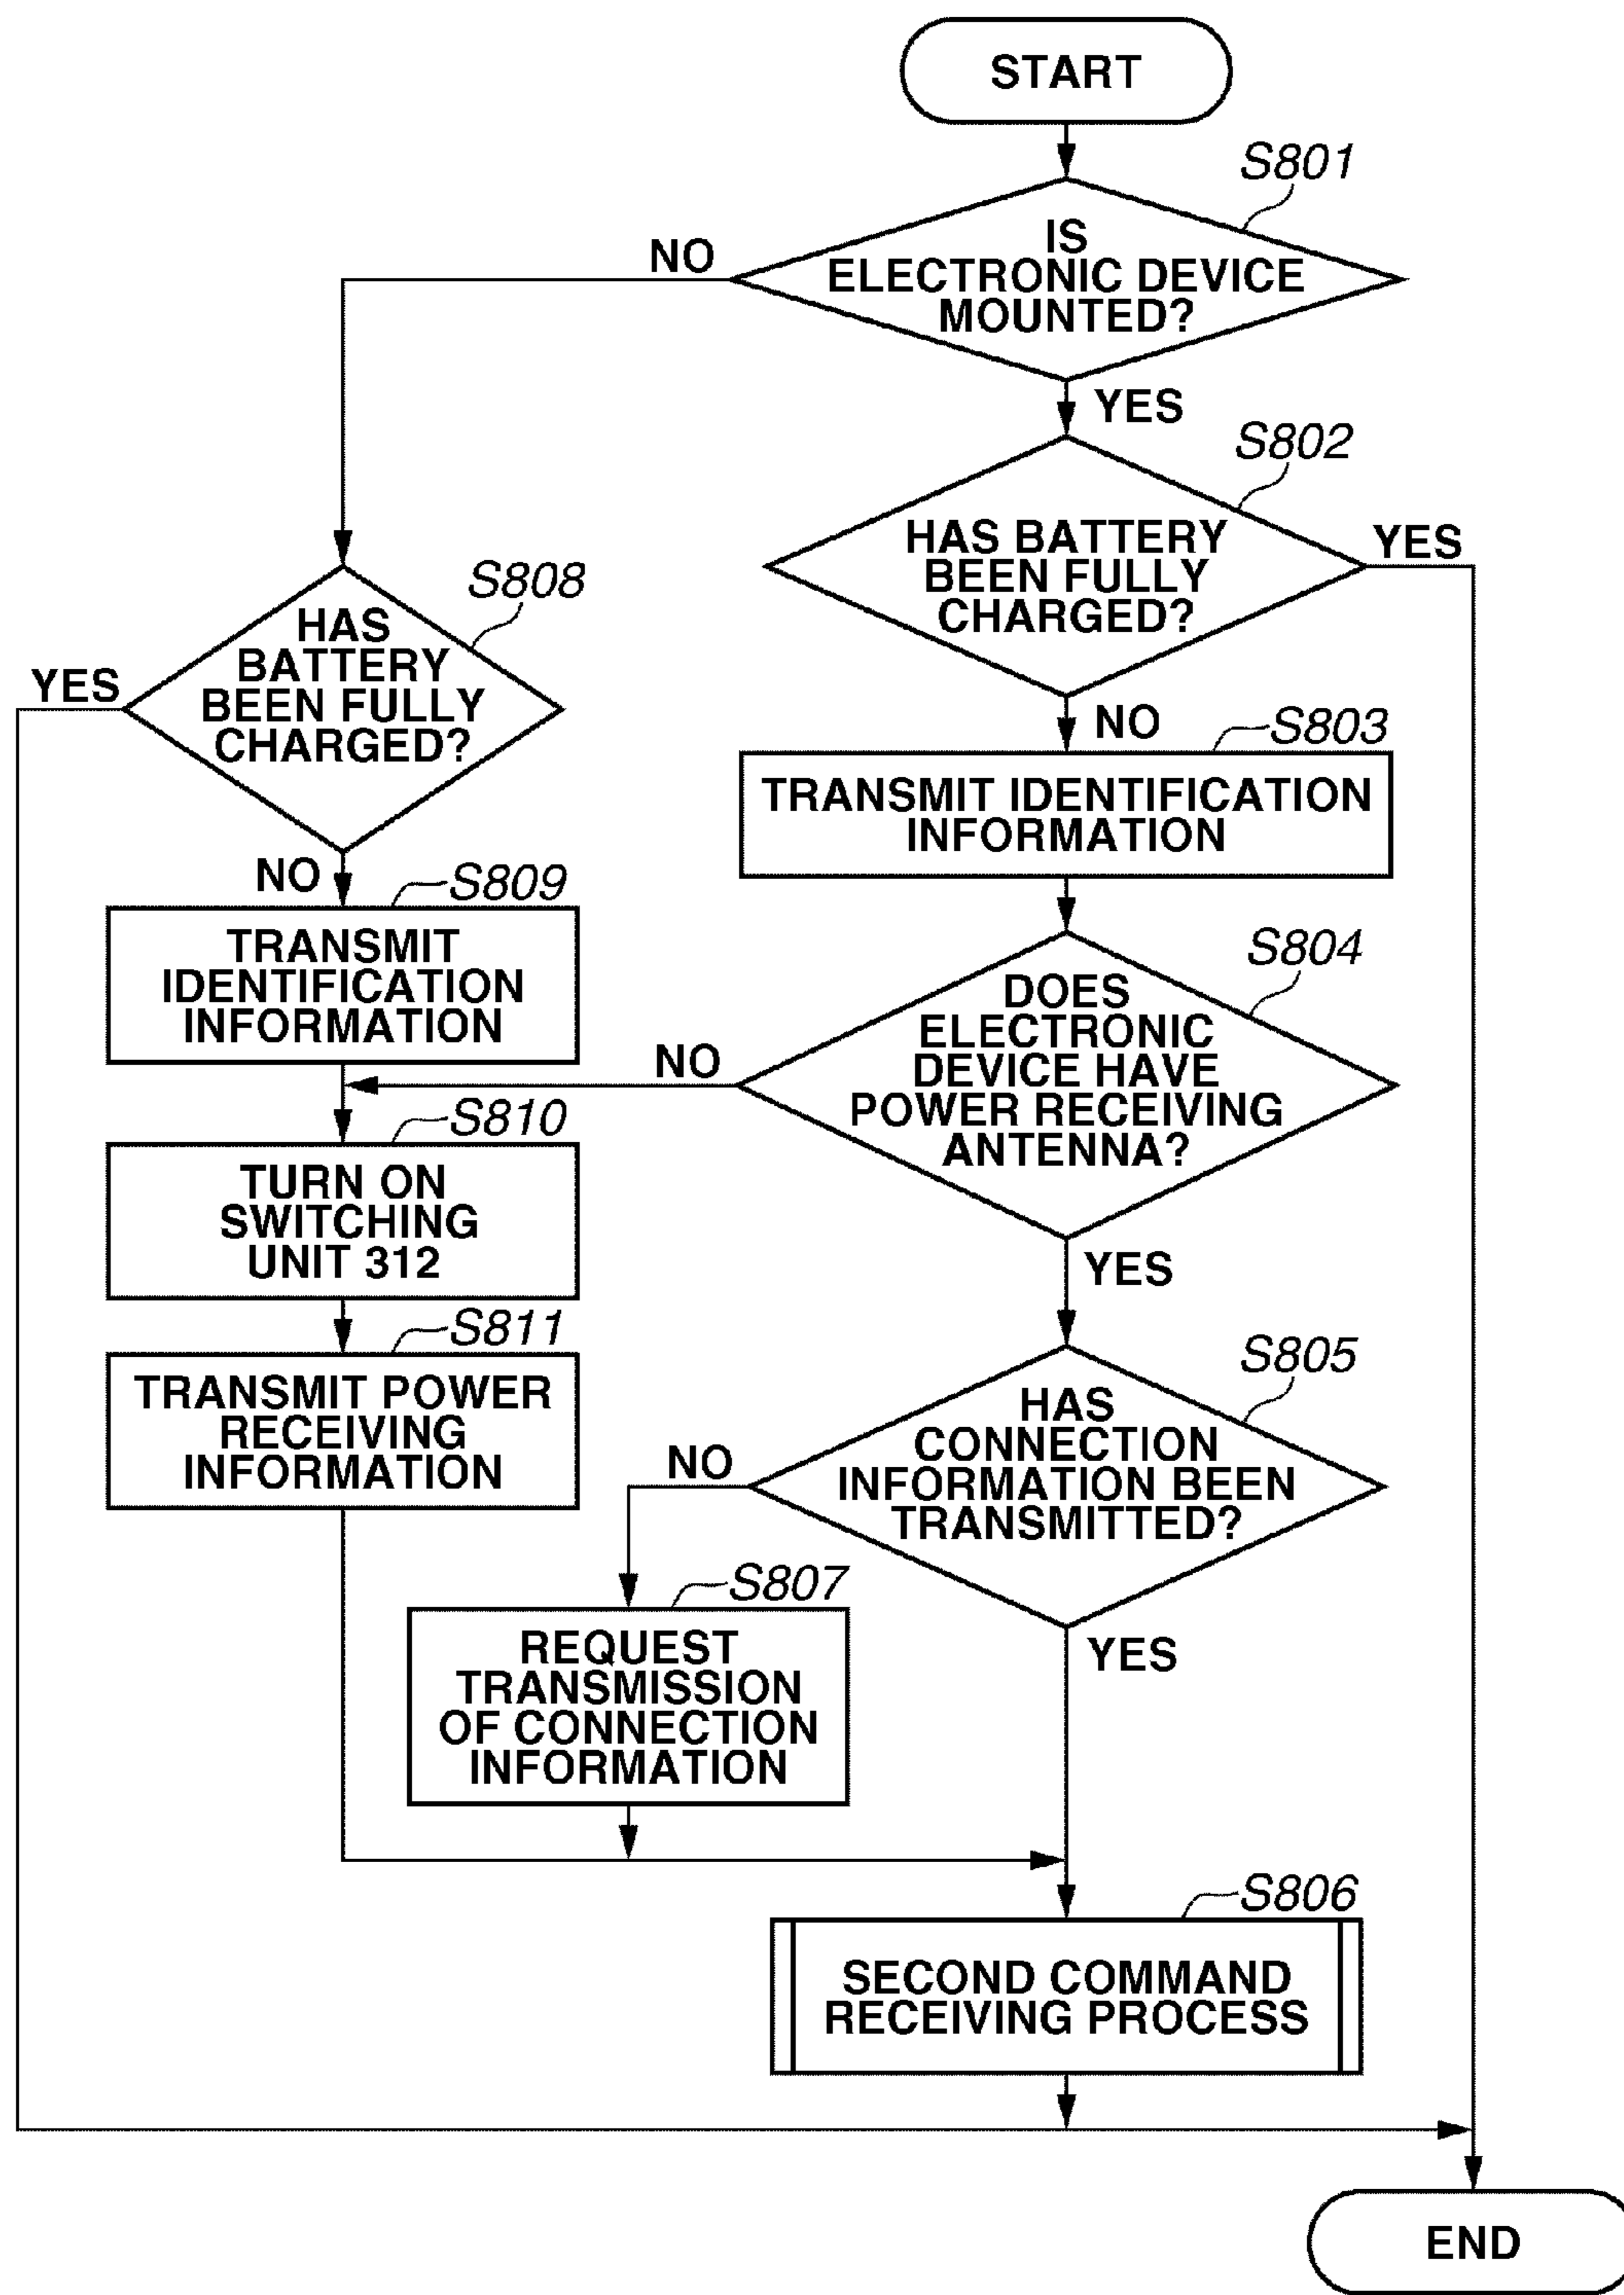 START
S801
IS
ELECTRONIC DEVICE
MOUNTED?
NO
YES
S802
HAS BATTERY
BEEN FULLY
CHARGED?
YES
NO
S808
HAS
BATTERY
BEEN FULLY
CHARGED?
YES
NO
S803
TRANSMIT IDENTIFICATION
INFORMATION
S809
TRANSMIT
IDENTIFICATION
INFORMATION
S804
DOES
ELECTRONIC
DEVICE HAVE
POWER RECEIVING
ANTENNA?
NO
YES
S810
TURN ON
SWITCHING
UNIT 312
S811
TRANSMIT POWER
RECEIVING
INFORMATION
S805
HAS
CONNECTION
INFORMATION BEEN
TRANSMITTED?
NO
YES
S807
REQUEST
TRANSMISSION
OF CONNECTION
INFORMATION
S806
SECOND COMMAND
RECEIVING PROCESS
END